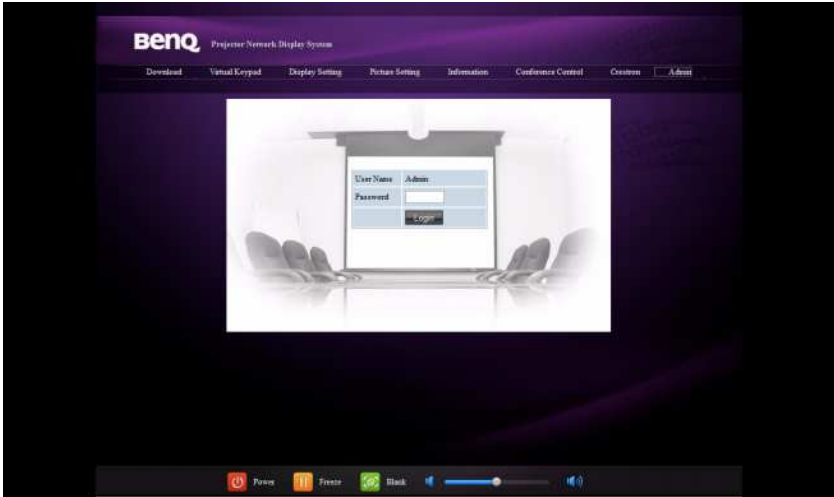 BenQ Projector Network Display System
Download Virtual Keypad Display Setting Picture Setting Information Conference Control Crestron Admin
User Name Admin
Password
Login
Power Freeze Blank